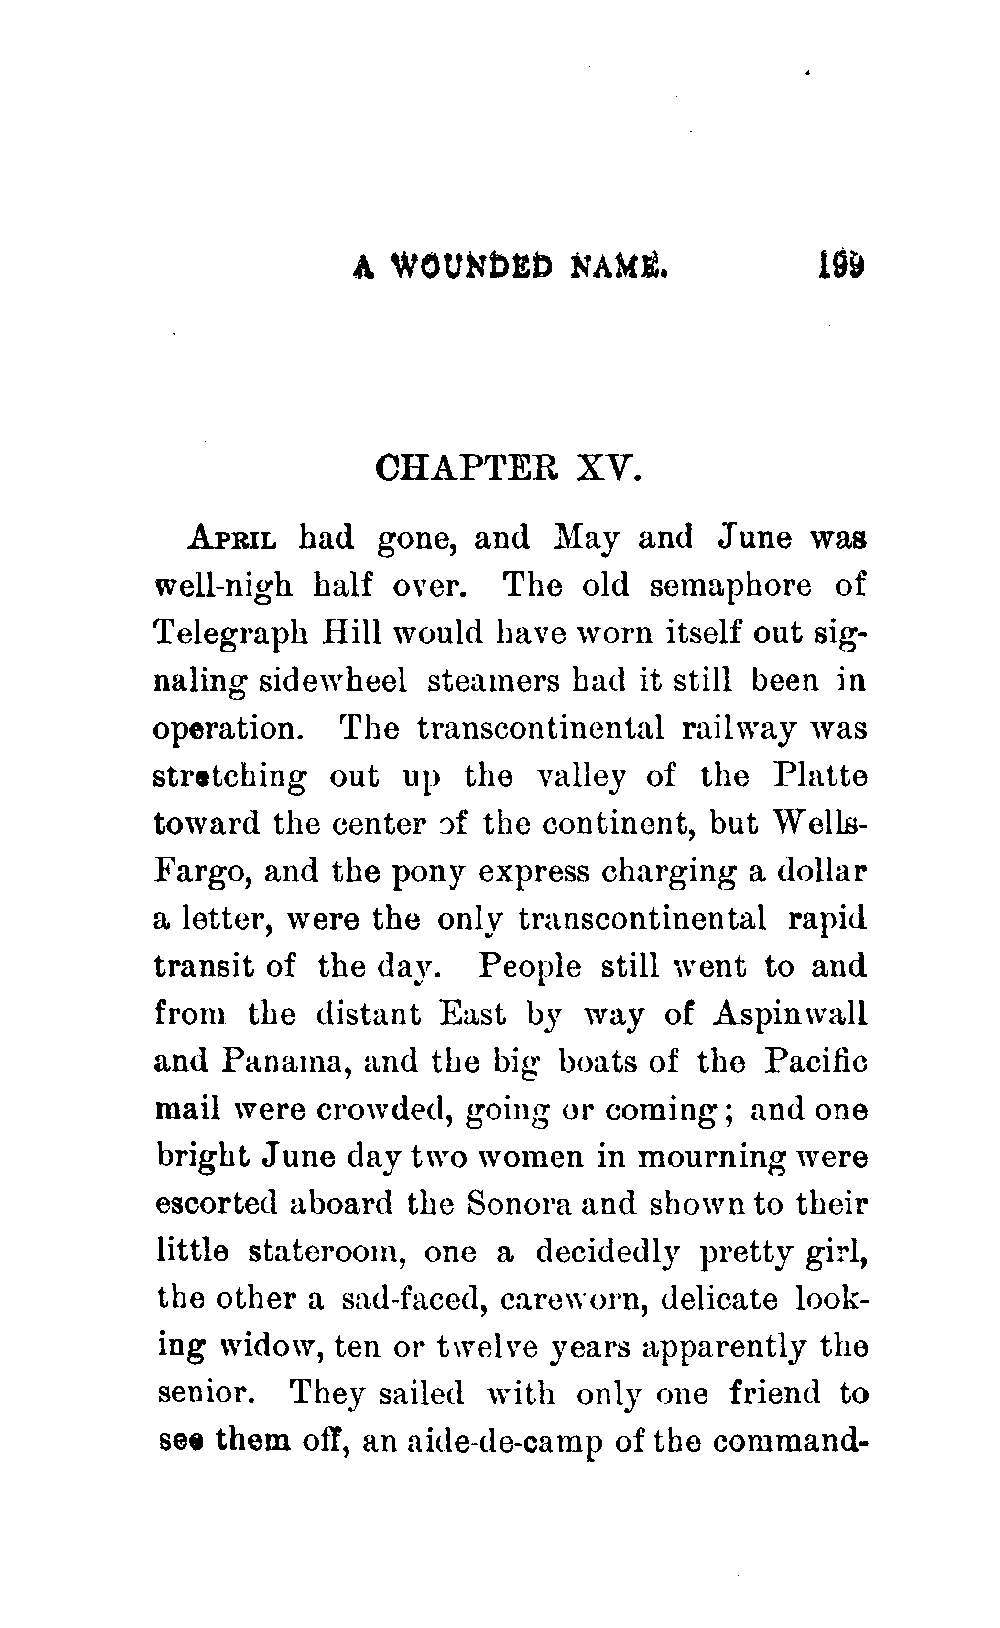 A WOUNDED NAME. 199
CHAPTER XV.
APRIL had gone, and May and June was
well-nigh half over. The old semaphore of
Telegraph Hill would have worn itself out sig-
naling sidewheel steamers had it still been in
operation. The transcontinental railway was
stretching out up the valley of the Platte
toward the center of the continent, but Wells-
Fargo, and the pony express charging a dollar
a letter, were the only transcontinental rapid
transit of the day. People still went to and
from the distant East by way of Aspinwall
and Panama, and the big boats of the Pacific
mail were crowded, going or coming; and one
bright June day two women in mourning were
escorted aboard the Sonora and shown to their
little stateroom, one a decidedly pretty girl,
the other a sad-faced, careworn, delicate look-
ing widow, ten or twelve years apparently the
senior. They sailed with only one friend to
see them off, an aide-de-camp of the command-